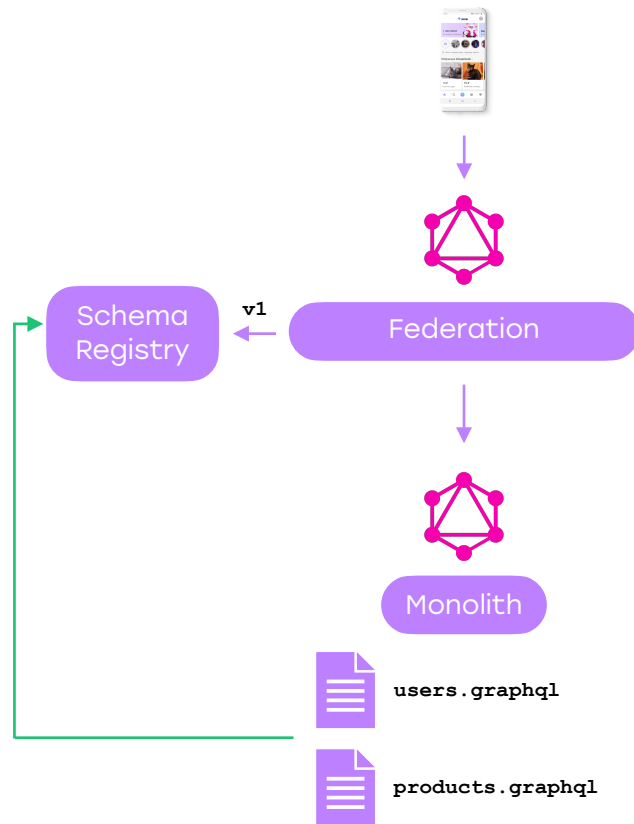 Schema
Registry
v1
Federation
Monolith
users.graphql
products.graphql